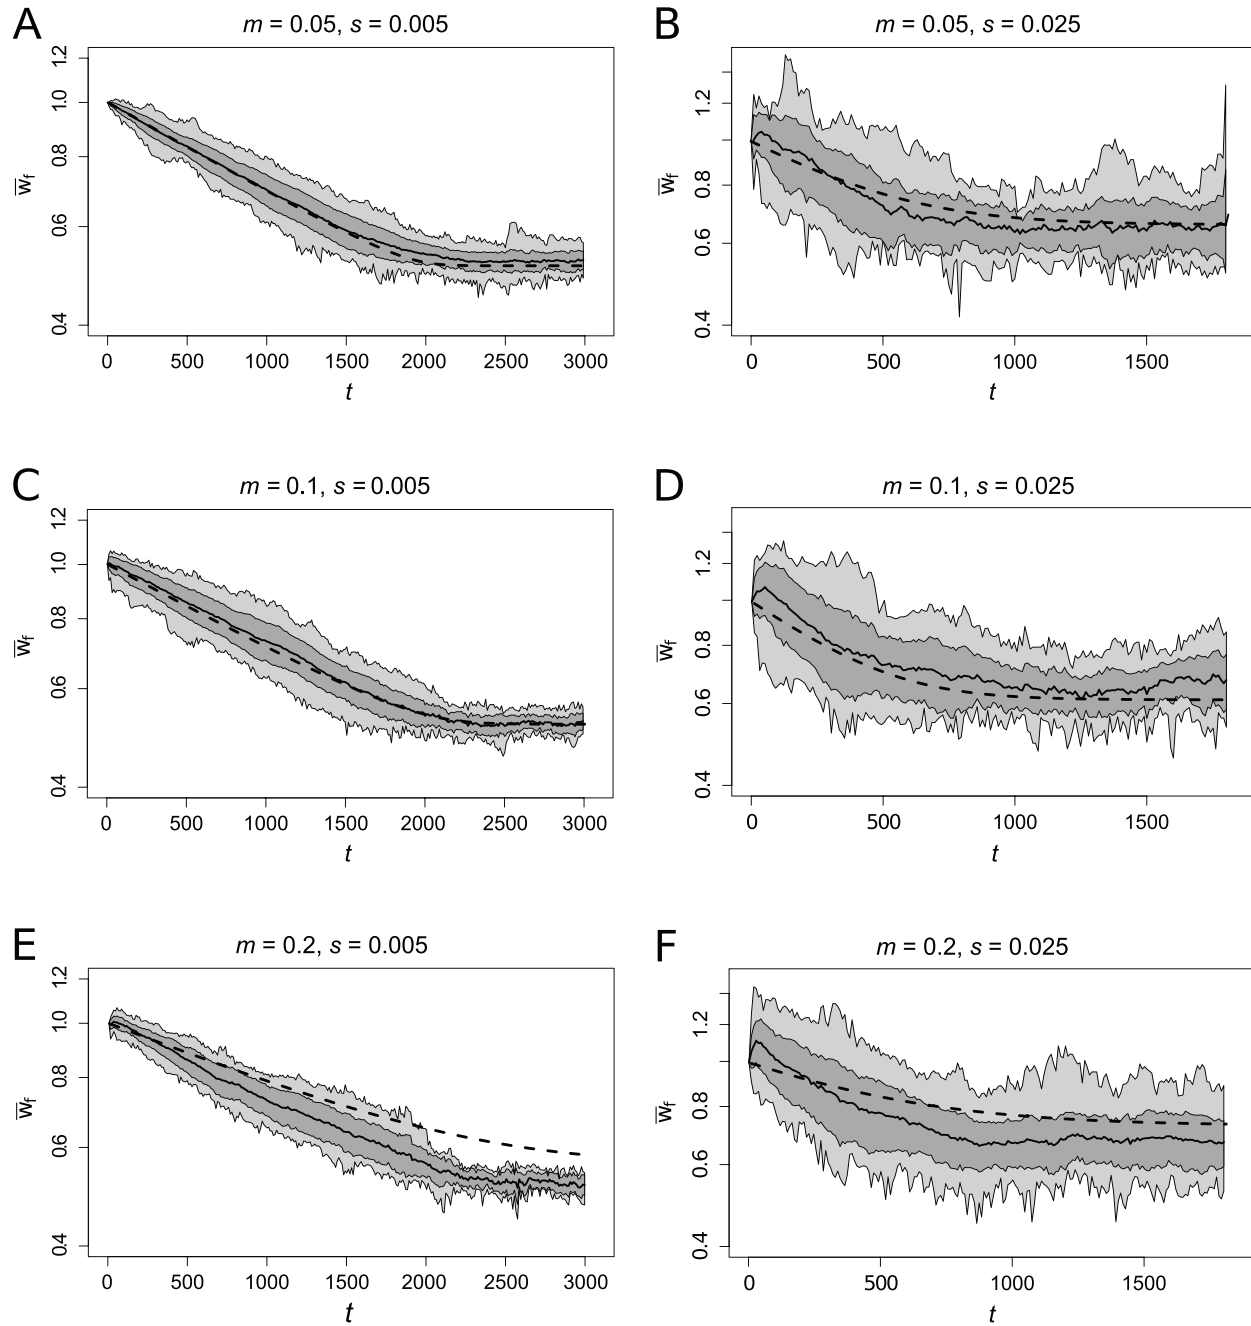 A
m = 0.05, s = 0.005
w̅f
1.2
1.0
0.8
0.6
0.4
0 500 1000 1500 2000 2500 3000
t
B
m = 0.05, s = 0.025
w̅f
1.2
0.8
0.6
0.4
0 500 1000 1500
t
C
m = 0.1, s = 0.005
w̅f
1.2
1.0
0.8
0.6
0.4
0 500 1000 1500 2000 2500 3000
t
D
m = 0.1, s = 0.025
w̅f
1.2
0.8
0.6
0.4
0 500 1000 1500
t
E
m = 0.2, s = 0.005
w̅f
1.2
1.0
0.8
0.6
0.4
0 500 1000 1500 2000 2500 3000
t
F
m = 0.2, s = 0.025
w̅f
1.2
0.8
0.6
0.4
0 500 1000 1500
t